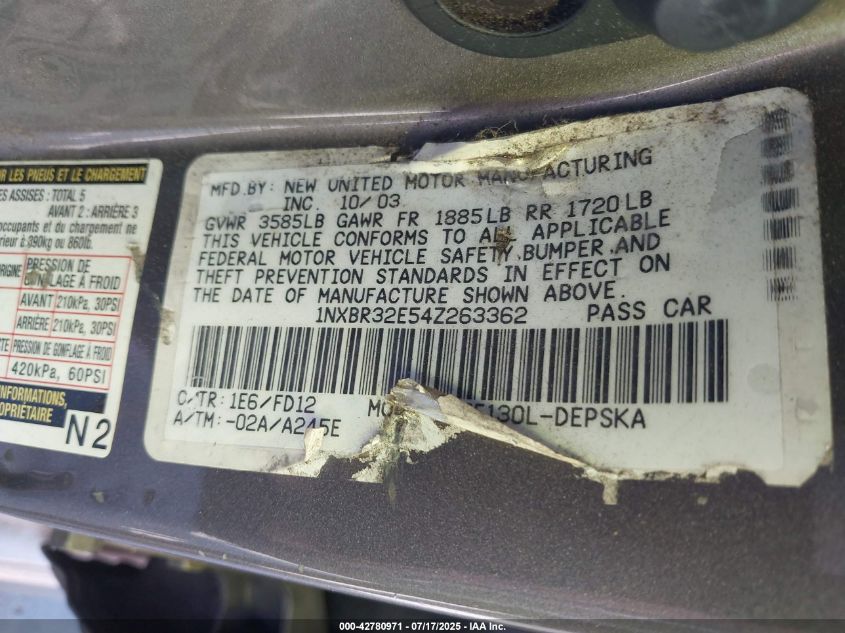 R LES PNEUS ET LE CHARGEMENT
ES ASSISES : TOTAL 5
AVANT 2 : ARRIÈRE 3
occupants et du chargement ne
érieur à 390kg ou 860lb.
ORIGINE PRESSION DE GONFLAGE À FROID
AVANT 210kPa, 30PSI
ARRIÈRE 210kPa, 30PSI
PRESSION DE GONFLAGE À FROID
420kPa, 60PSI
INFORMATIONS,
PROPRIÉTAIRE
N2
MFD. BY: NEW UNITED MOTOR MANUFACTURING
INC. 10/03
GVWR 3585LB GAWR FR 1885LB RR 1720LB
THIS VEHICLE CONFORMS TO ALL APPLICABLE
FEDERAL MOTOR VEHICLE SAFETY, BUMPER, AND
THEFT PREVENTION STANDARDS IN EFFECT ON
THE DATE OF MANUFACTURE SHOWN ABOVE.
1NXBR32E54Z263362 PASS CAR
C/TR: 1E6/FD12
130L-DEPSKA
A/TM: -02A/A245E
000-42780971 - 07/17/2025 - IAA Inc.